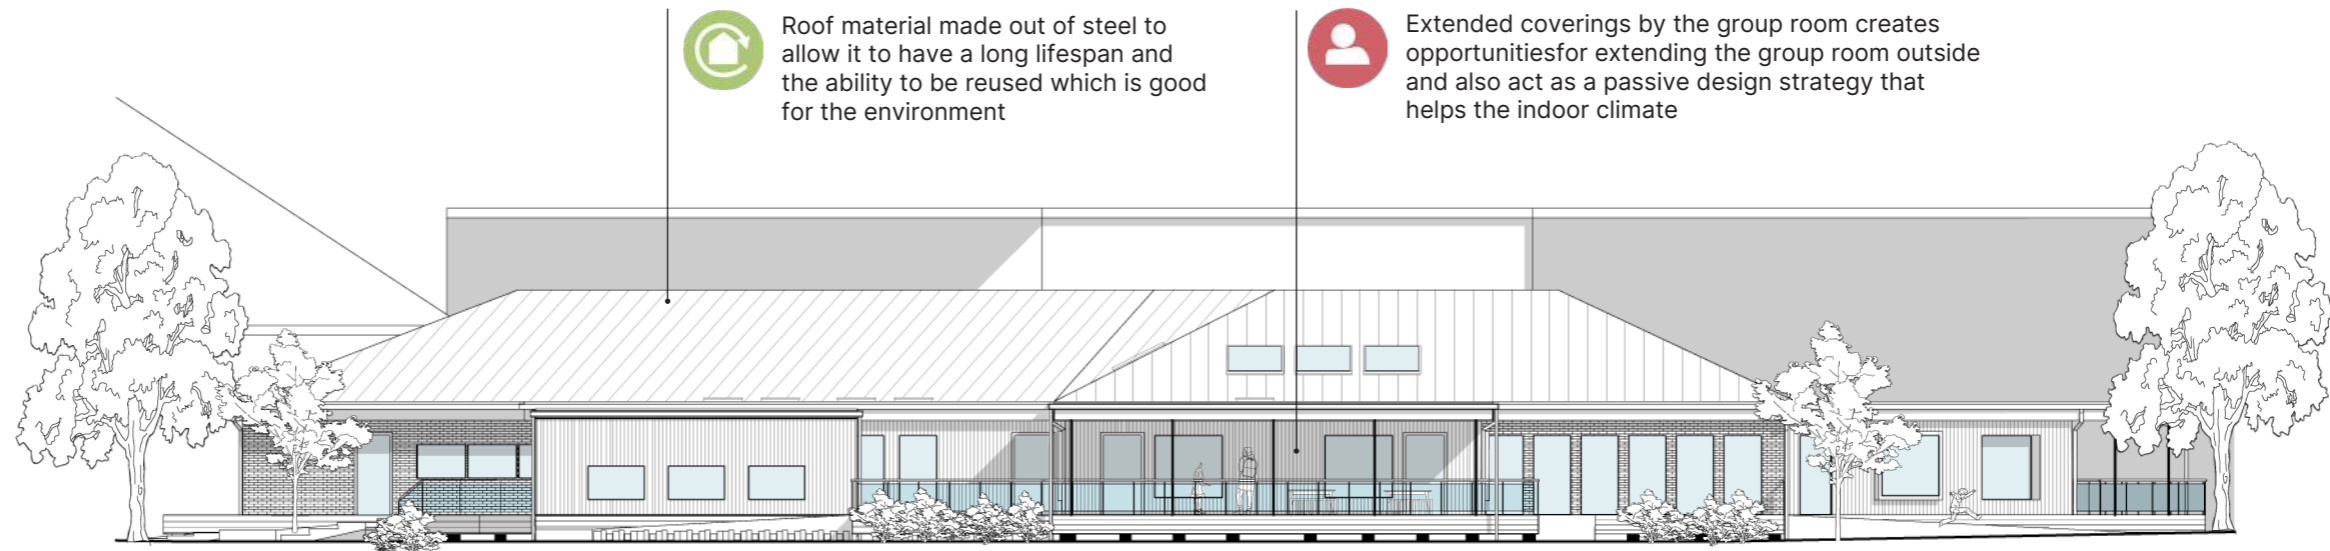 Roof material made out of steel to
allow it to have a long lifespan and
the ability to be reused which is good
for the environment
Extended coverings by the group room creates
opportunitiesfor extending the group room outside
and also act as a passive design strategy that
helps the indoor climate